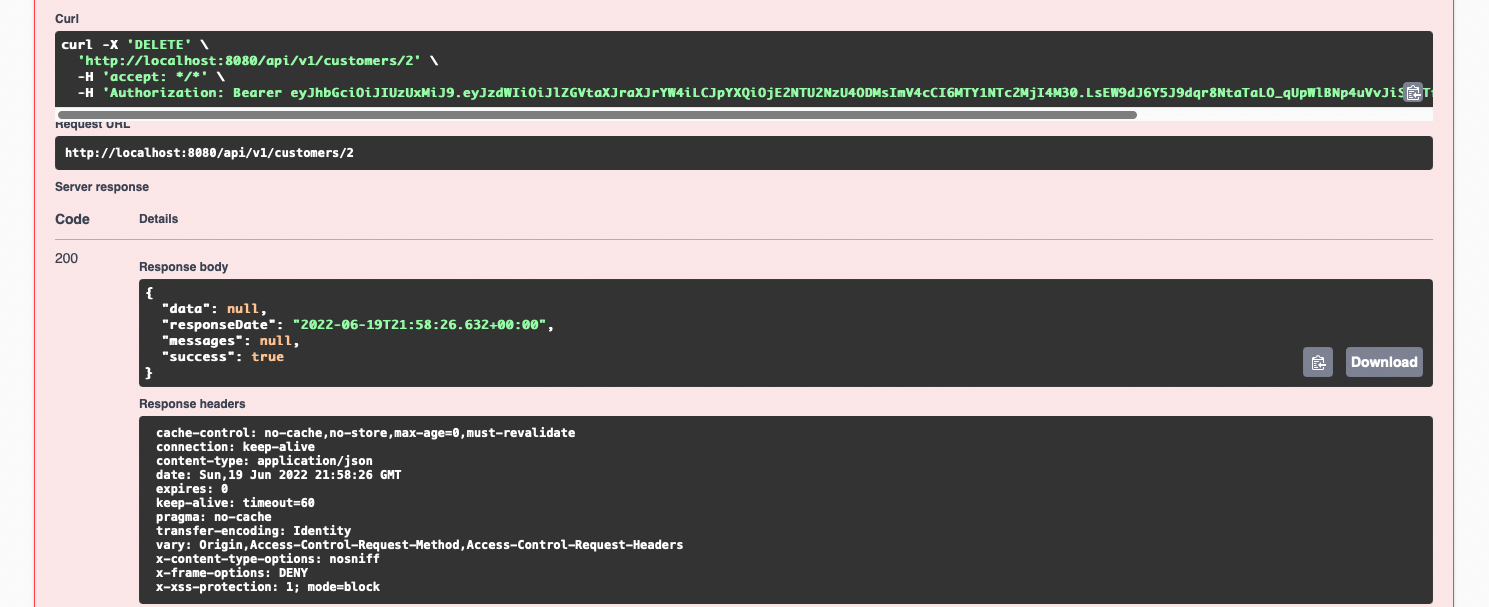 Curl
curl -X 'DELETE' \
'http://localhost:8080/api/v1/customers/2' \
-H 'accept: */*' \
-H 'Authorization: Bearer
Request URL
http://localhost:8080/api/v1/customers/2
Server response
Code Details
200
Response body
{
"data": null,
"responseDate": "2022-06-19T21:58:26.632+00:00",
"messages": null,
"success": true
}
Download
Response headers
cache-control: no-cache,no-store,max-age=0,must-revalidate
connection: keep-alive
content-type: application/json
date: Sun,19 Jun 2022 21:58:26 GMT
expires: 0
keep-alive: timeout=60
pragma: no-cache
transfer-encoding: Identity
vary: Origin,Access-Control-Request-Method,Access-Control-Request-Headers
x-content-type-options: nosniff
x-frame-options: DENY
x-xss-protection: 1; mode=block